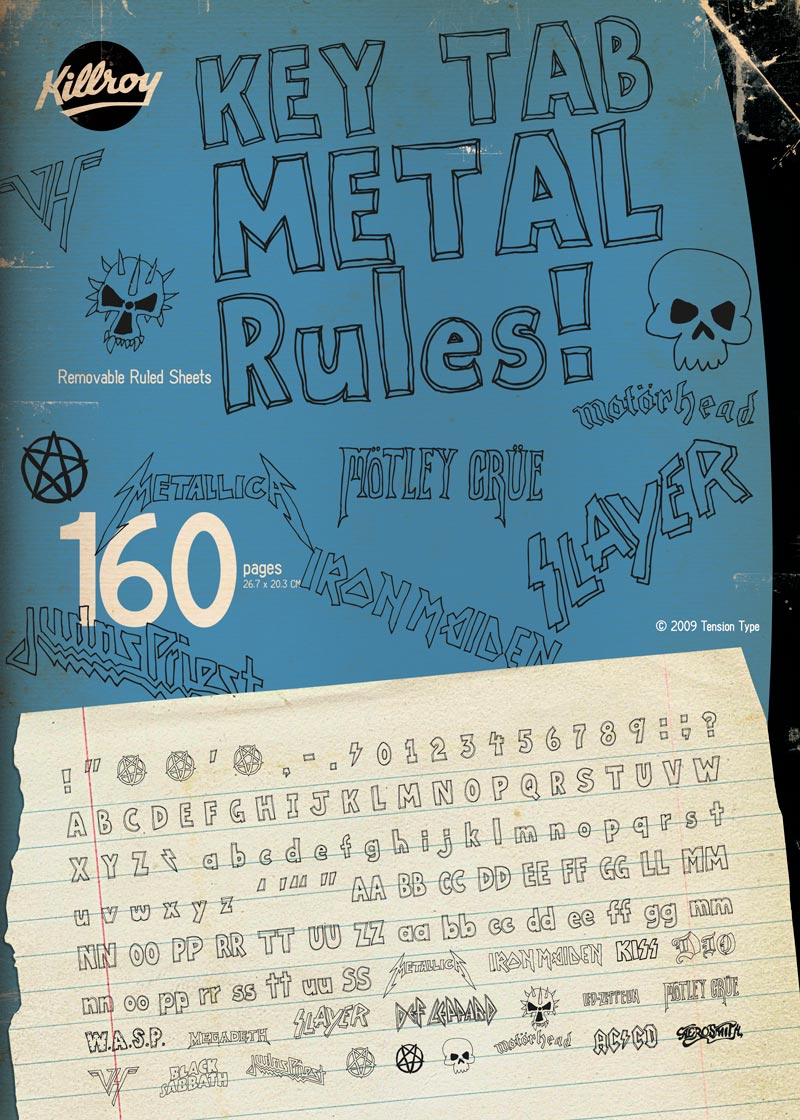 Killroy
KEY TAB
METAL
Rules!
VH
Removable Ruled Sheets
motörhead
METALLICA
MÖTLEY CRÜE
SLAYER
160
pages
26.7 x 20.3 CM
IRON MAIDEN
Judas Priest
© 2009 Tension Type
! " ' , - . 0 1 2 3 4 5 6 7 8 9 : ; ?
A B C D E F G H I J K L M N O P Q R S T U V W
X Y Z a b c d e f g h i j k l m n o p q r s t
u v w x y z ' " ' " " AA BB CC DD EE FF GG LL MM
NN OO PP RR TT UU ZZ aa bb cc dd ee ff gg mm
nn oo pp rr ss tt uu SS METALLICA IRON MAIDEN KISS DIO
W.A.S.P. MEGADETH SLAYER DEF LEPPARD LED-ZEPPELIN MÖTLEY CRÜE
VH BLACK SABBATH Judas Priest motörhead AC/DC AEROSMITH